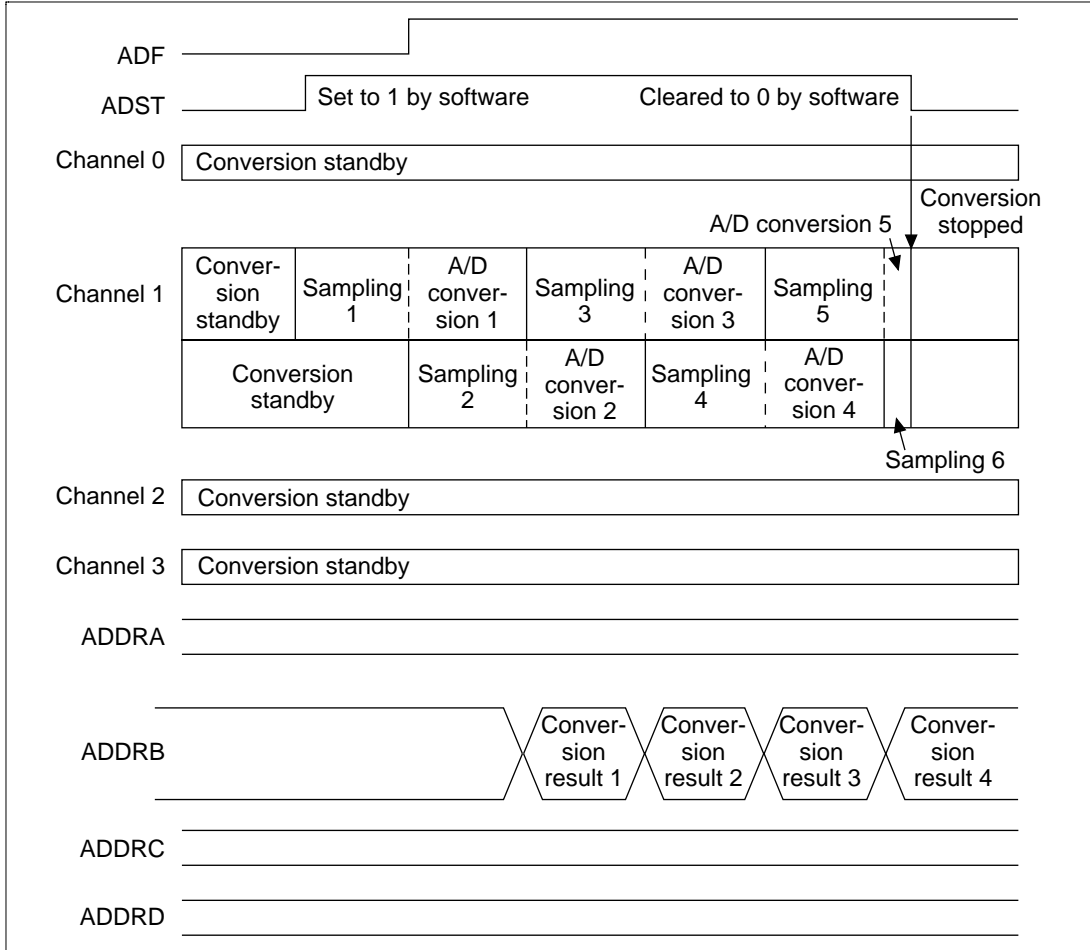 ADF
ADST
Set to 1 by software
Cleared to 0 by software
Channel 0
Conversion standby
Conversion
stopped
A/D conversion 5
Channel 1
Conver-
sion
standby
Sampling
1
A/D
conver-
sion 1
Sampling
3
A/D
conver-
sion 3
Sampling
5
Conversion
standby
Sampling
2
A/D
conver-
sion 2
Sampling
4
A/D
conver-
sion 4
Sampling 6
Channel 2
Conversion standby
Channel 3
Conversion standby
ADDRA
ADDRB
Conver-
sion
result 1
Conver-
sion
result 2
Conver-
sion
result 3
Conver-
sion
result 4
ADDRC
ADDRD